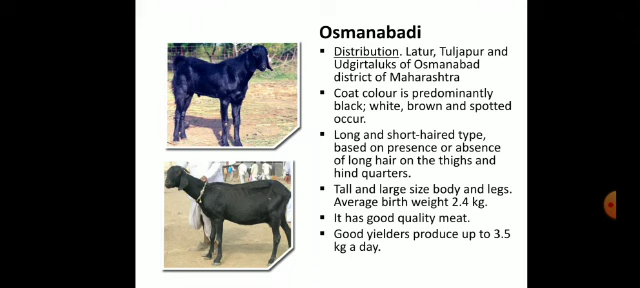 Osmanabadi
▪ Distribution. Latur, Tuljapur and
Udgirtaluks of Osmanabad
district of Maharashtra
▪ Coat colour is predominantly
black; white, brown and spotted
occur.
▪ Long and short-haired type,
based on presence or absence
of long hair on the thighs and
hind quarters.
▪ Tall and large size body and legs.
Average birth weight 2.4 kg.
▪ It has good quality meat.
▪ Good yielders produce up to 3.5
kg a day.